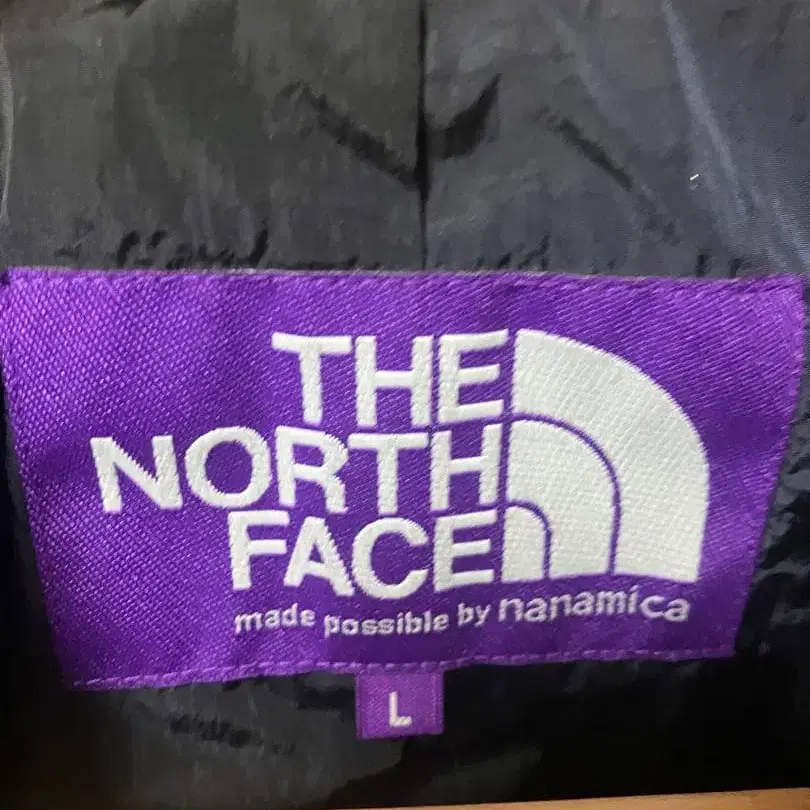 THE
NORTH
FACE
made possible by nanamica
L